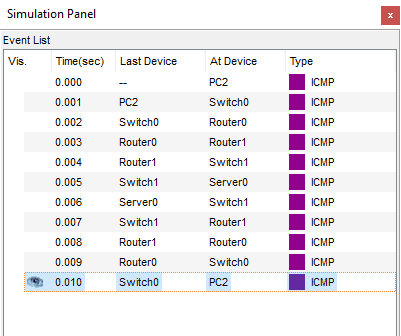 Simulation Panel x
Event List
Vis. Time(sec) Last Device At Device Type
0.000 -- PC2 ICMP
0.001 PC2 Switch0 ICMP
0.002 Switch0 Router0 ICMP
0.003 Router0 Router1 ICMP
0.004 Router1 Switch1 ICMP
0.005 Switch1 Server0 ICMP
0.006 Server0 Switch1 ICMP
0.007 Switch1 Router1 ICMP
0.008 Router1 Router0 ICMP
0.009 Router0 Switch0 ICMP
0.010 Switch0 PC2 ICMP